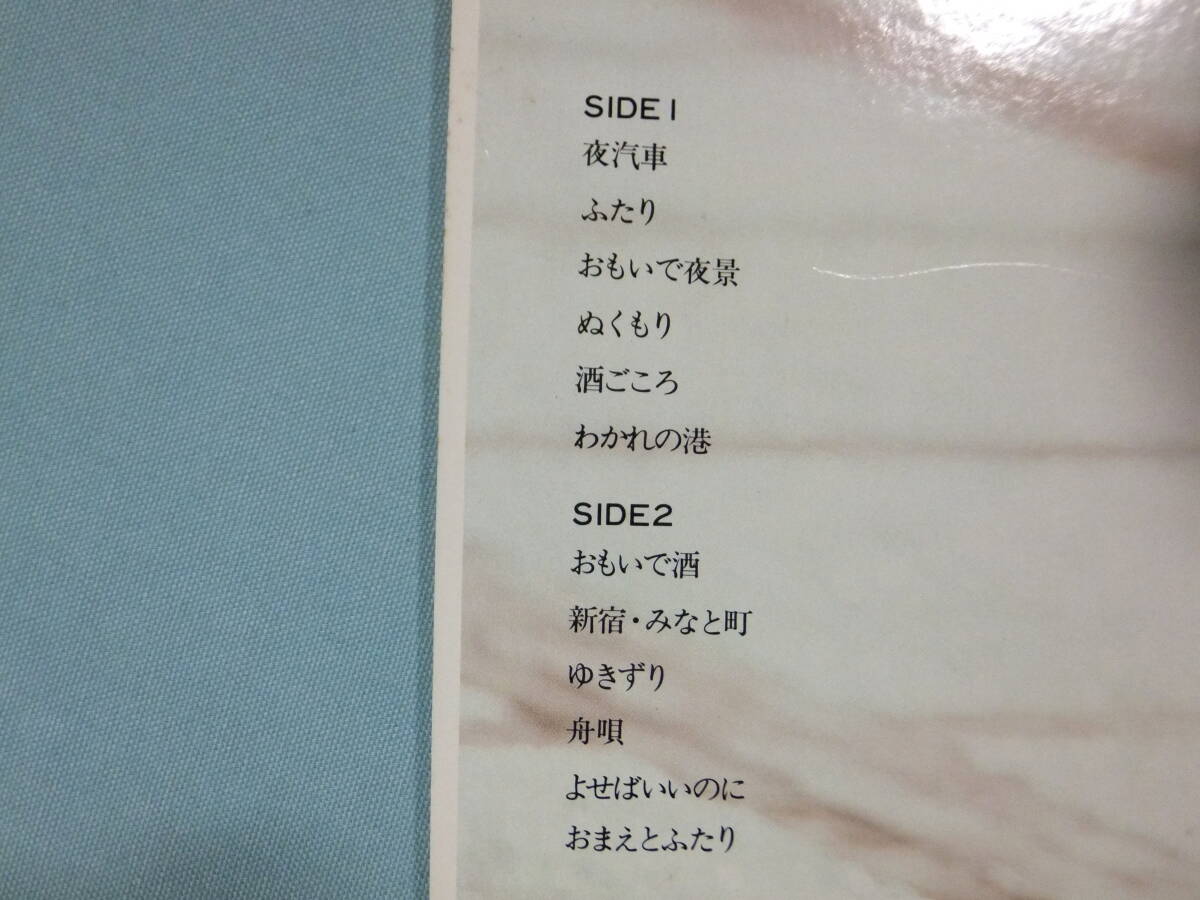 SIDE 1
夜汽車
ふたり
おもいで夜景
ぬくもり
酒ごころ
わかれの港
SIDE 2
おもいで酒
新宿・みなと町
ゆきずり
舟唄
よせばいいのに
おまえとふたり